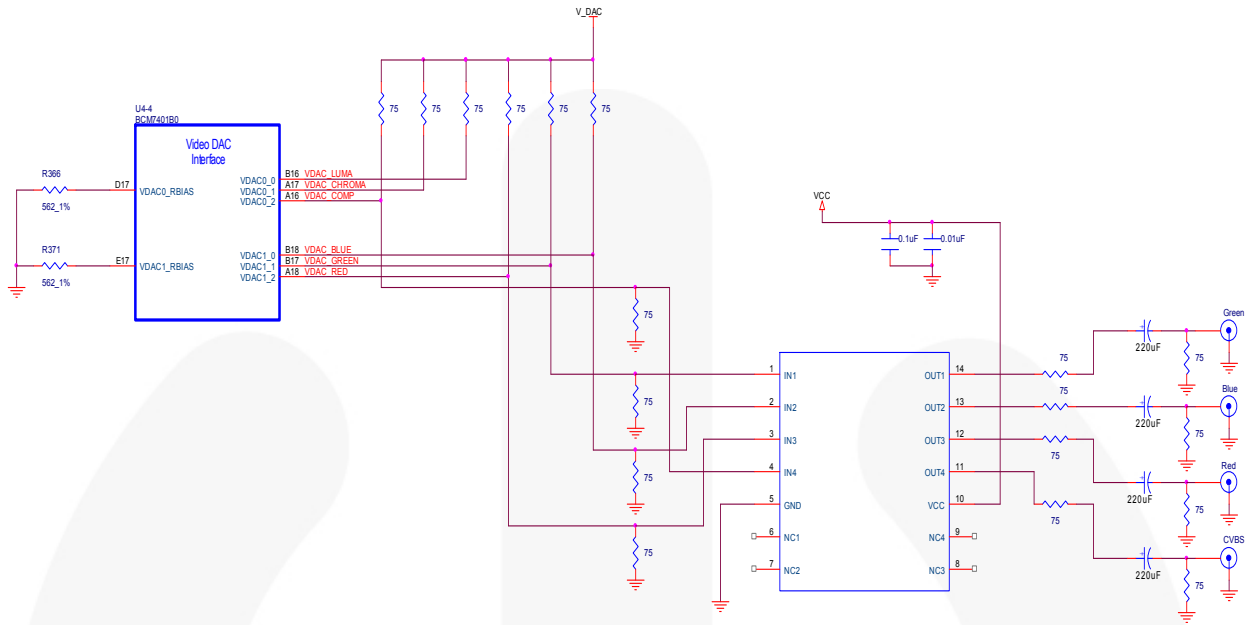 V_DAC
75 75 75 75 75 75
U4-4
BCM7401B0
Video DAC
Interface
R366
562_1%
D17 VDAC0_RBIAS
R371
562_1%
E17 VDAC1_RBIAS
VDAC0_0 B16 VDAC_LUMA
VDAC0_1 A17 VDAC_CHROMA
VDAC0_2 A16 VDAC_COMP
VDAC1_0 B18 VDAC_BLUE
VDAC1_1 B17 VDAC_GREEN
VDAC1_2 A18 VDAC_RED
75
75
75
75
VCC
0.1uF 0.01uF
1 IN1
2 IN2
3 IN3
4 IN4
5 GND
6 NC1
7 NC2
OUT1 14
OUT2 13
OUT3 12
OUT4 11
VCC 10
NC4 9
NC3 8
75
75
75
75
220uF
75
Green
220uF
75
Blue
220uF
75
Red
220uF
75
CVBS